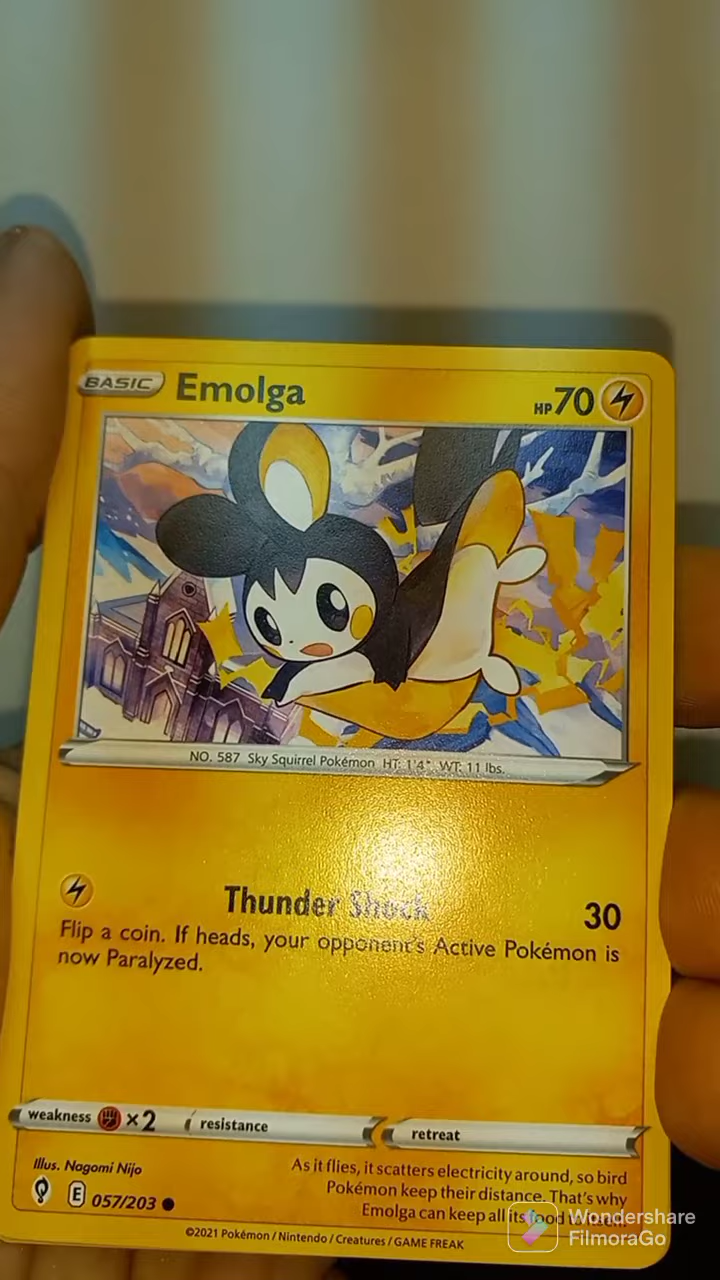 BASIC Emolga HP 70
NO. 587 Sky Squirrel Pokémon HT: 1'4" WT: 11 lbs.
Thunder Shock 30
Flip a coin. If heads, your opponent's Active Pokémon is
now Paralyzed.
weakness ×2 resistance retreat
Illus. Nagomi Nijo
E 057/203
As it flies, it scatters electricity around, so bird
Pokémon keep their distance. That's why
Emolga can keep all its food to
©2021 Pokémon / Nintendo / Creatures / GAME FREAK
Wondershare
FilmoraGo